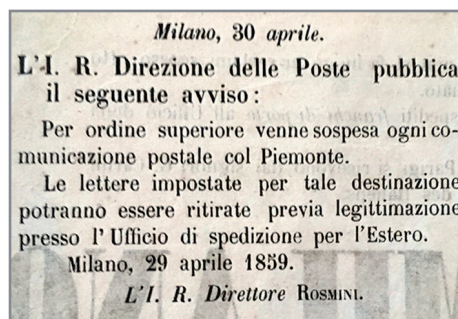 Milano, 30 aprile.
L'I. R. Direzione delle Poste pubblica
il seguente avviso:
Per ordine superiore venne sospesa ogni co-
municazione postale col Piemonte.
Le lettere impostate per tale destinazione
potranno essere ritirate previa legittimazione
presso l'Ufficio di spedizione per l'Estero.
Milano, 29 aprile 1859.
L'I. R. Direttore ROSMINI.